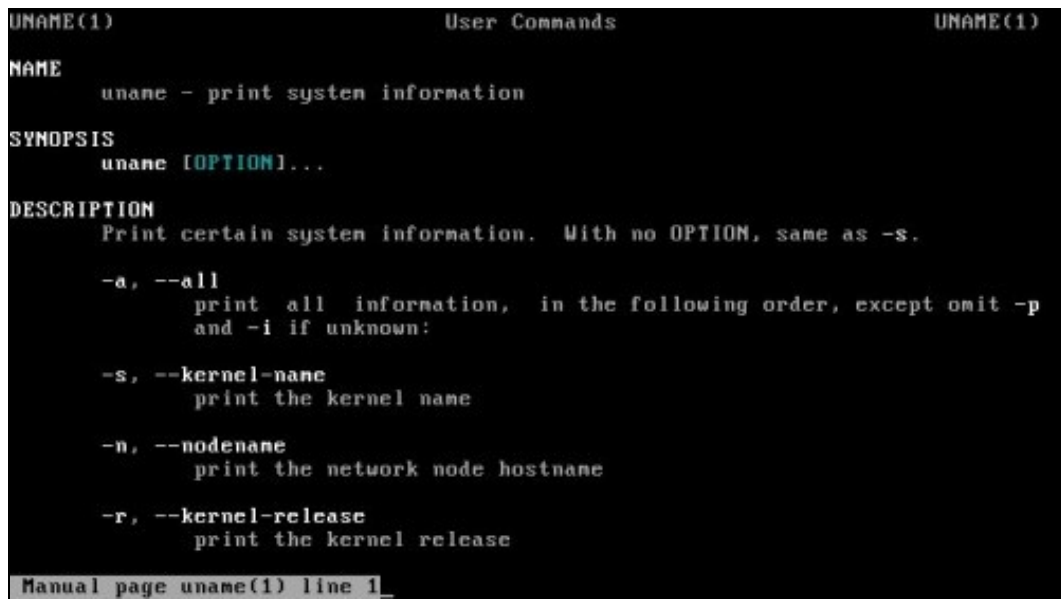 UNAME(1) User Commands UNAME(1)
NAME
uname - print system information
SYNOPSIS
uname [OPTION]...
DESCRIPTION
Print certain system information. With no OPTION, same as -s.
-a, --all
print all information, in the following order, except omit -p
and -i if unknown:
-s, --kernel-name
print the kernel name
-n, --nodename
print the network node hostname
-r, --kernel-release
print the kernel release
Manual page uname(1) line 1